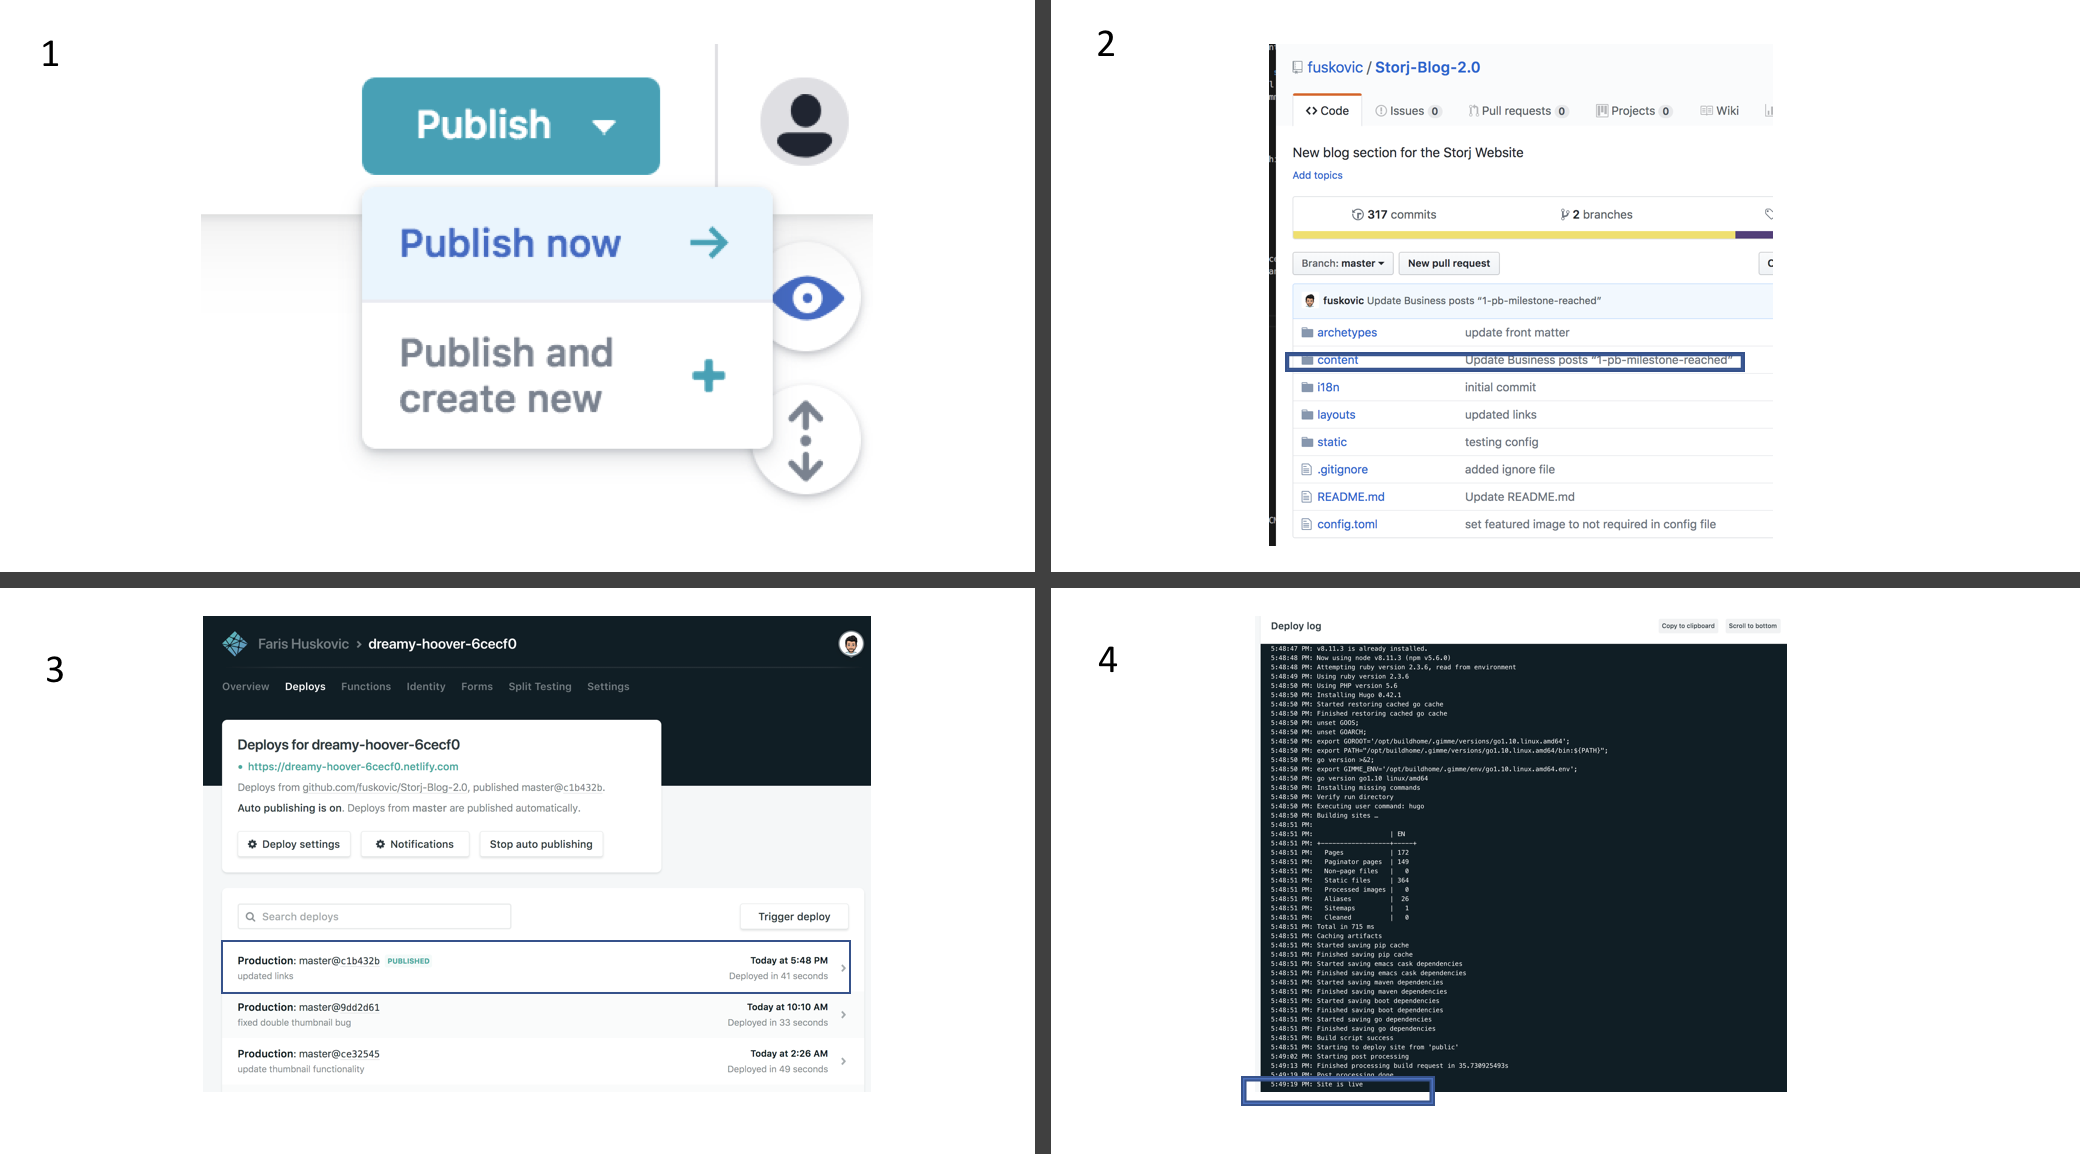 1
Publish
Publish now
Publish and
create new
2
fuskovic / Storj-Blog-2.0
Code Issues 0 Pull requests 0 Projects 0 Wiki
New blog section for the Storj Website
Add topics
317 commits 2 branches
Branch: master New pull request
fuskovic Update Business posts “1-pb-milestone-reached”
archetypes update front matter
content Update Business posts “1-pb-milestone-reached”
i18n initial commit
layouts updated links
static testing config
.gitignore added ignore file
README.md Update README.md
config.toml set featured image to not required in config file
3
Faris Huskovic > dreamy-hoover-6cecf0
Overview Deploys Functions Identity Forms Split Testing Settings
Deploys for dreamy-hoover-6cecf0
• https://dreamy-hoover-6cecf0.netlify.com
Deploys from github.com/fuskovic/Storj-Blog-2.0, published master@c1b432b.
Auto publishing is on. Deploys from master are published automatically.
Deploy settings Notifications Stop auto publishing
Search deploys Trigger deploy
Production: master@c1b432b PUBLISHED Today at 5:48 PM
updated links Deployed in 41 seconds
Production: master@9dd2d61 Today at 10:10 AM
fixed double thumbnail bug Deployed in 33 seconds
Production: master@ce32545 Today at 2:26 AM
update thumbnail functionality Deployed in 49 seconds
4
Deploy log Copy to clipboard Scroll to bottom
5:48:47 PM: v8.11.3 is already installed.
5:48:48 PM: Now using node v8.11.3 (npm v5.6.0)
5:48:48 PM: Attempting ruby version 2.3.6, read from environment
5:48:49 PM: Using ruby version 2.3.6
5:48:50 PM: Using PHP version 5.6
5:48:50 PM: Installing Hugo 0.42.1
5:48:50 PM: Started restoring cached go cache
5:48:50 PM: Finished restoring cached go cache
5:48:50 PM: unset GOOS;
5:48:50 PM: unset GOARCH;
5:48:50 PM: export GOROOT='/opt/buildhome/.gimme/versions/go1.10.linux.amd64';
5:48:50 PM: export PATH="/opt/buildhome/.gimme/versions/go1.10.linux.amd64/bin:${PATH}";
5:48:50 PM: go version >&2;
5:48:50 PM: export GIMME_ENV='/opt/buildhome/.gimme/env/go1.10.linux.amd64.env';
5:48:50 PM: go version go1.10 linux/amd64
5:48:50 PM: Installing missing commands
5:48:50 PM: Verify run directory
5:48:50 PM: Executing user command: hugo
5:48:50 PM: Building sites …
5:48:51 PM:
5:48:51 PM: | EN
5:48:51 PM: +------------------+-----+
5:48:51 PM: Pages | 172
5:48:51 PM: Paginator pages | 149
5:48:51 PM: Non-page files | 0
5:48:51 PM: Static files | 364
5:48:51 PM: Processed images | 0
5:48:51 PM: Aliases | 26
5:48:51 PM: Sitemaps | 1
5:48:51 PM: Cleaned | 0
5:48:51 PM: Total in 715 ms
5:48:51 PM: Caching artifacts
5:48:51 PM: Started saving pip cache
5:48:51 PM: Finished saving pip cache
5:48:51 PM: Started saving emacs cask dependencies
5:48:51 PM: Finished saving emacs cask dependencies
5:48:51 PM: Started saving maven dependencies
5:48:51 PM: Finished saving maven dependencies
5:48:51 PM: Started saving boot dependencies
5:48:51 PM: Finished saving boot dependencies
5:48:51 PM: Started saving go dependencies
5:48:51 PM: Finished saving go dependencies
5:48:51 PM: Build script success
5:48:51 PM: Starting to deploy site from 'public'
5:49:02 PM: Starting post processing
5:49:13 PM: Finished processing build request in 35.730925493s
5:49:19 PM: Post processing done
5:49:19 PM: Site is live